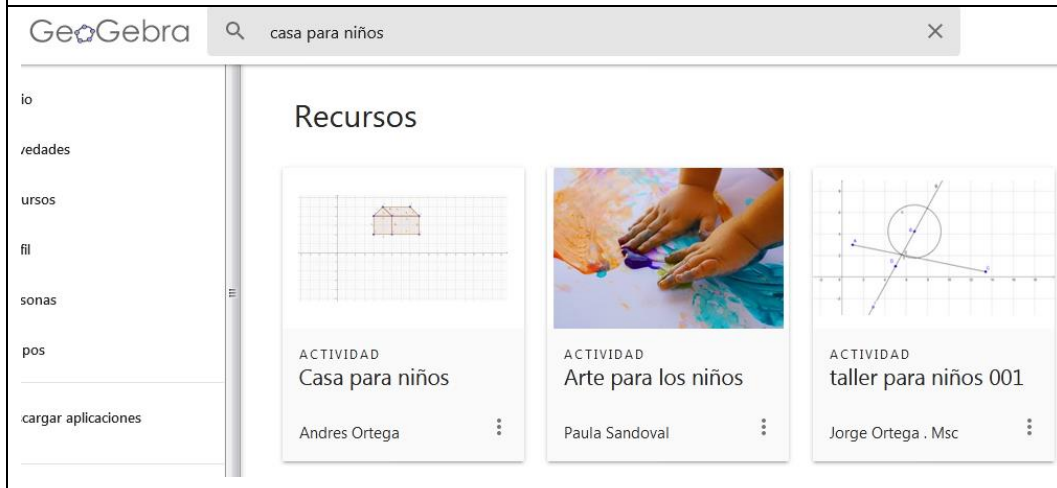 GeoGebra
casa para niños
io
vedades
ursos
fil
sonas
pos
cargar aplicaciones
Recursos
ACTIVIDAD
Casa para niños
Andres Ortega
ACTIVIDAD
Arte para los niños
Paula Sandoval
ACTIVIDAD
taller para niños 001
Jorge Ortega . Msc